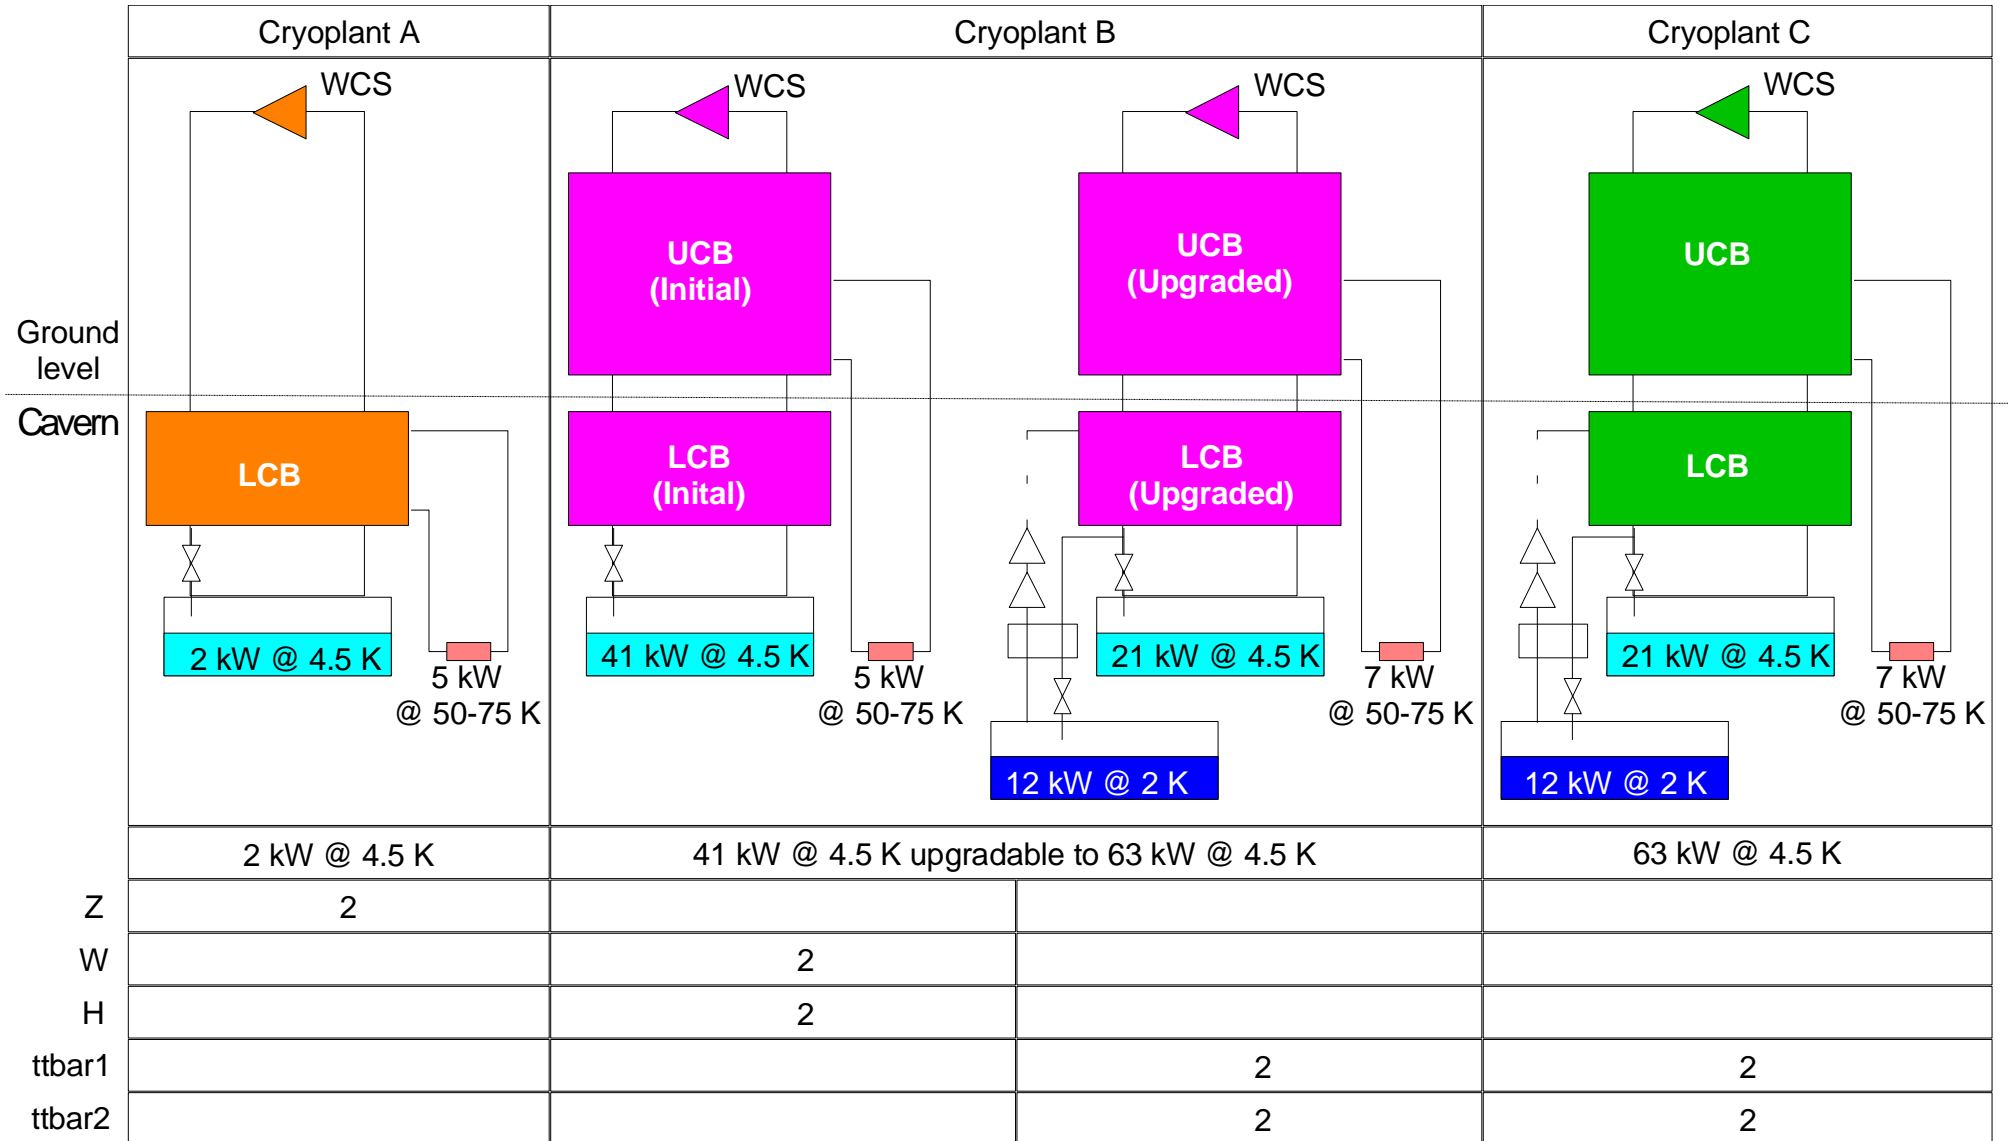 Cryoplant A
Cryoplant B
Cryoplant C
WCS
WCS
WCS
WCS
UCB
(Initial)
UCB
(Upgraded)
UCB
Ground
level
Cavern
LCB
LCB
(Inital)
LCB
(Upgraded)
LCB
2 kW @ 4.5 K
5 kW
@ 50-75 K
41 kW @ 4.5 K
5 kW
@ 50-75 K
21 kW @ 4.5 K
7 kW
@ 50-75 K
12 kW @ 2 K
21 kW @ 4.5 K
7 kW
@ 50-75 K
12 kW @ 2 K
2 kW @ 4.5 K
41 kW @ 4.5 K upgradable to 63 kW @ 4.5 K
63 kW @ 4.5 K
Z 2
W 2
H 2
ttbar1 2 2
ttbar2 2 2